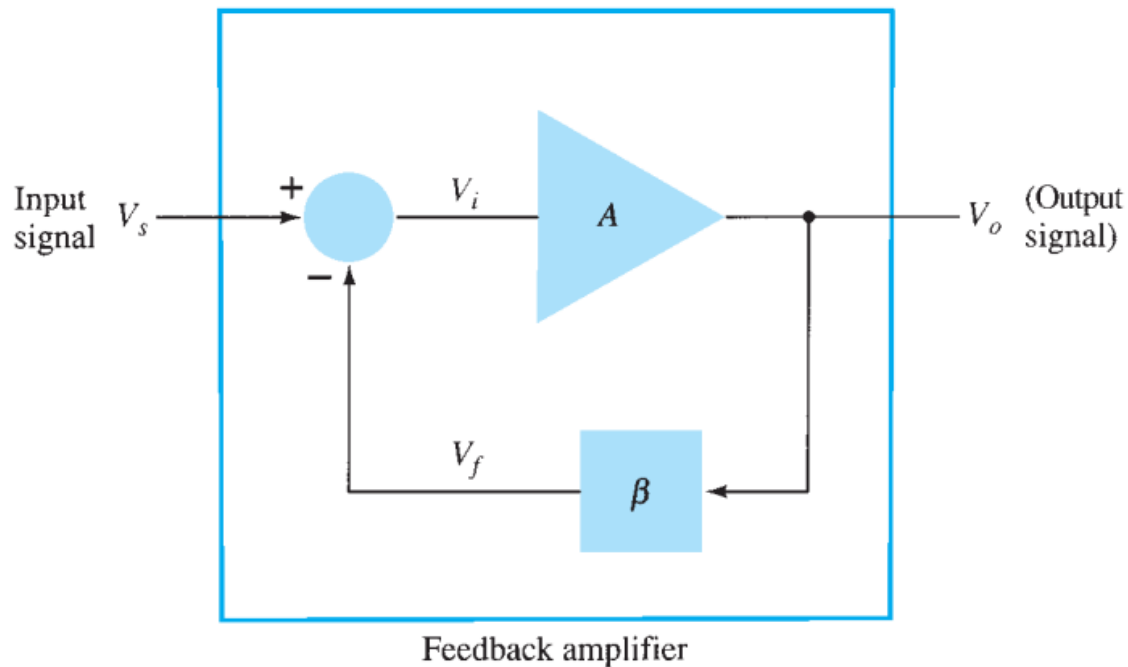 Input
signal
V_s
+
−
V_i
A
V_o
(Output
signal)
V_f
β
Feedback amplifier